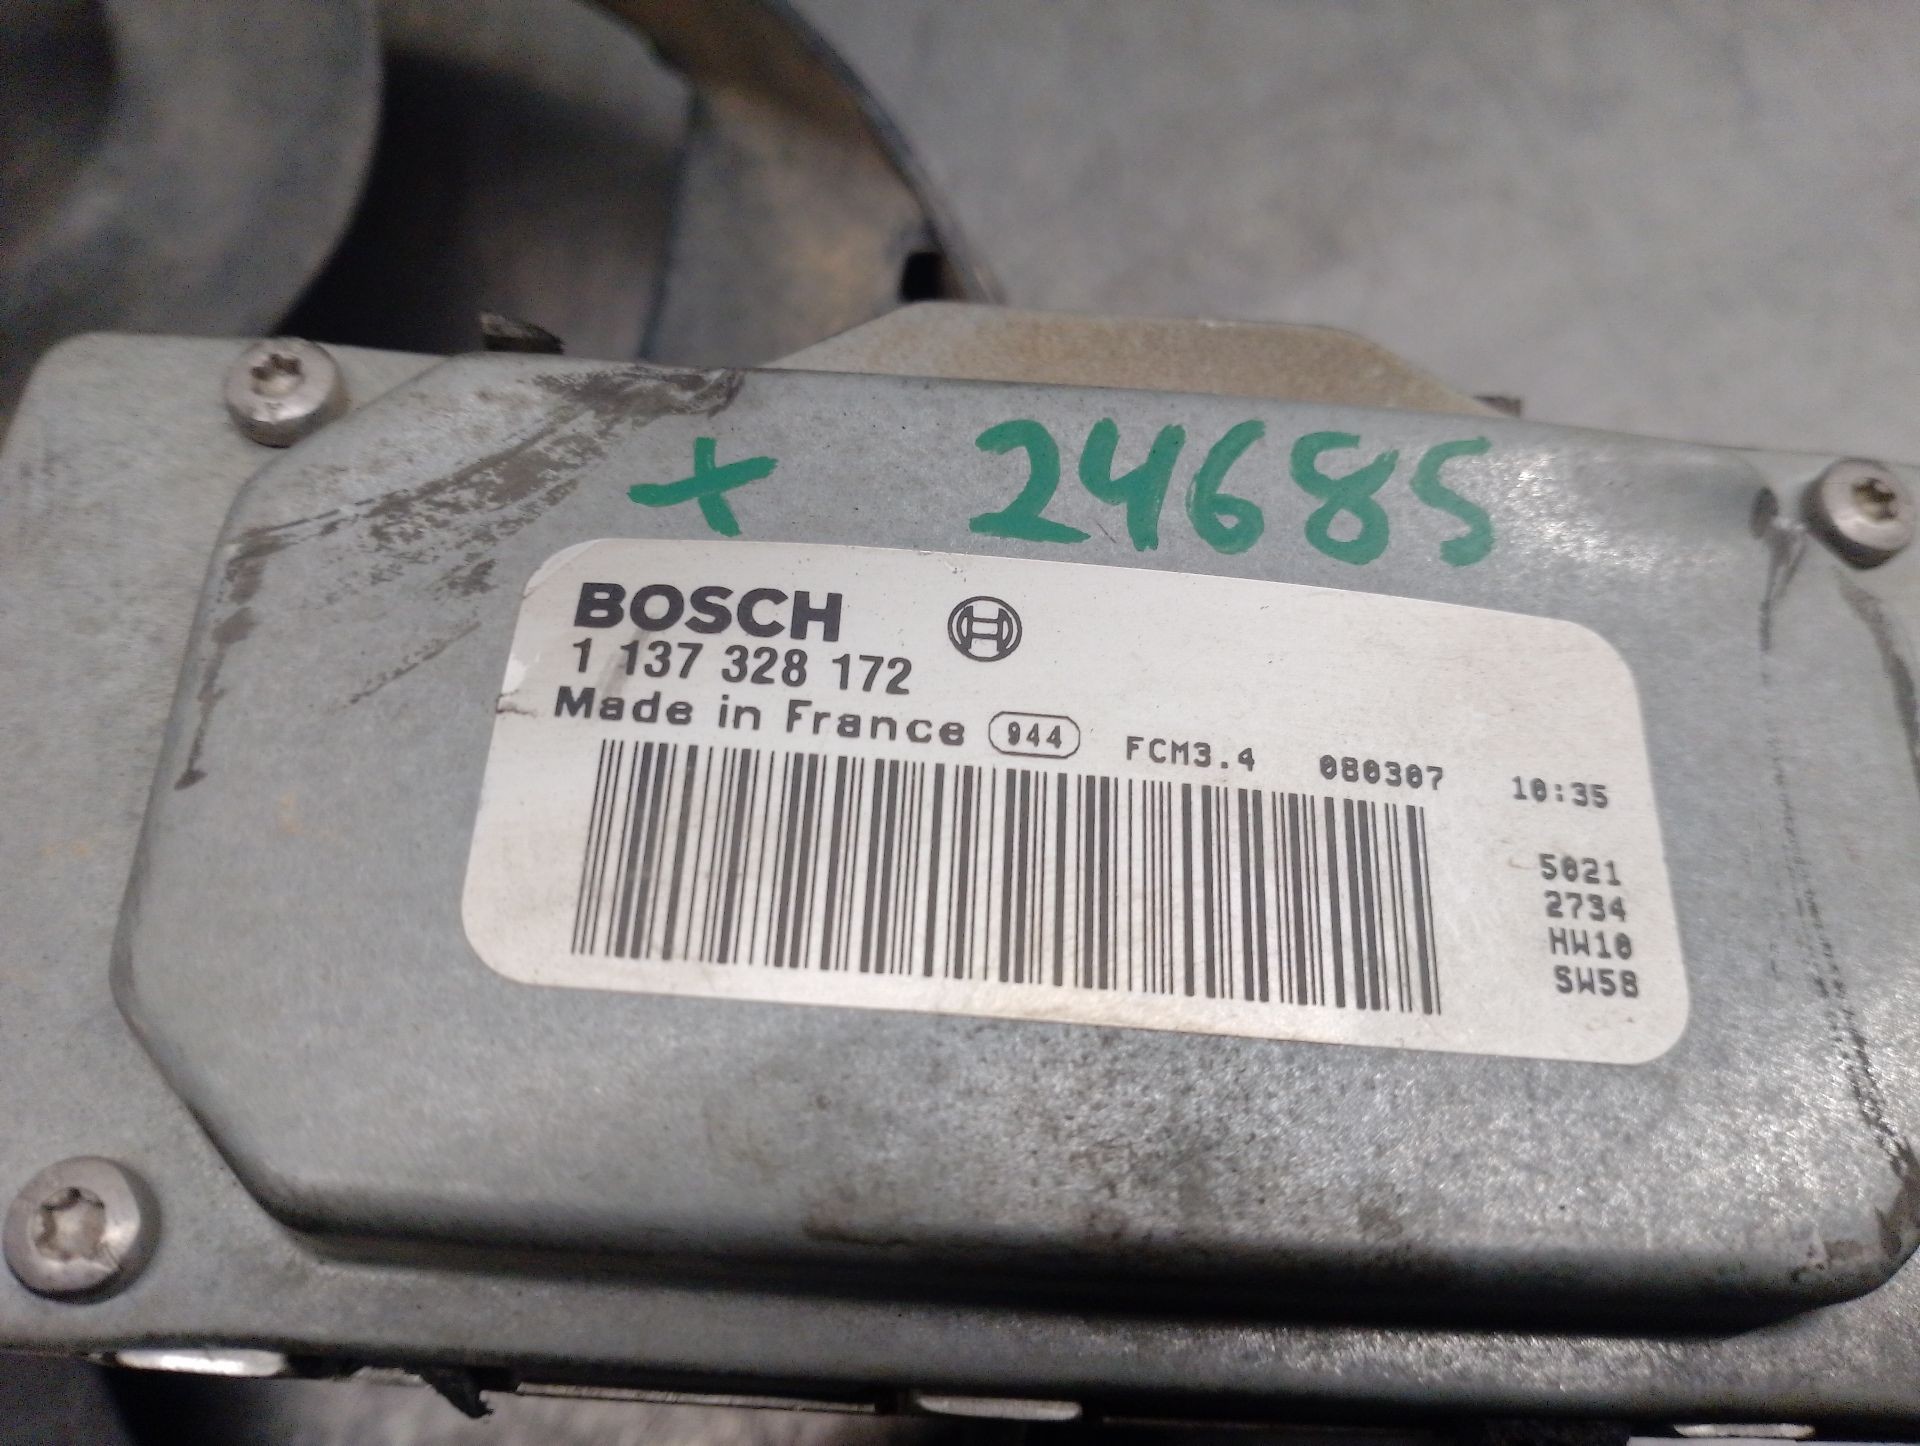 + 24685
BOSCH
1 137 328 172
Made in France 944 FCM3.4 080307 10:35
5021
2734
HW10
SW58